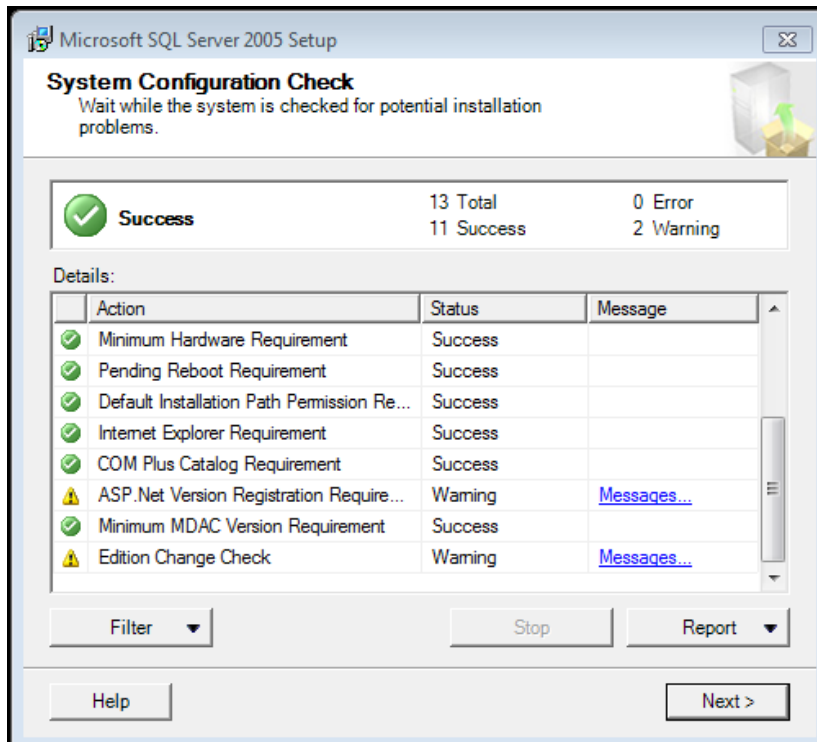 Microsoft SQL Server 2005 Setup
System Configuration Check
Wait while the system is checked for potential installation
problems.
Success
13 Total
0 Error
11 Success
2 Warning
Details:
Action Status Message
Minimum Hardware Requirement Success
Pending Reboot Requirement Success
Default Installation Path Permission Re... Success
Internet Explorer Requirement Success
COM Plus Catalog Requirement Success
ASP.Net Version Registration Require... Warning Messages...
Minimum MDAC Version Requirement Success
Edition Change Check Warning Messages...
Filter Stop Report
Help Next >